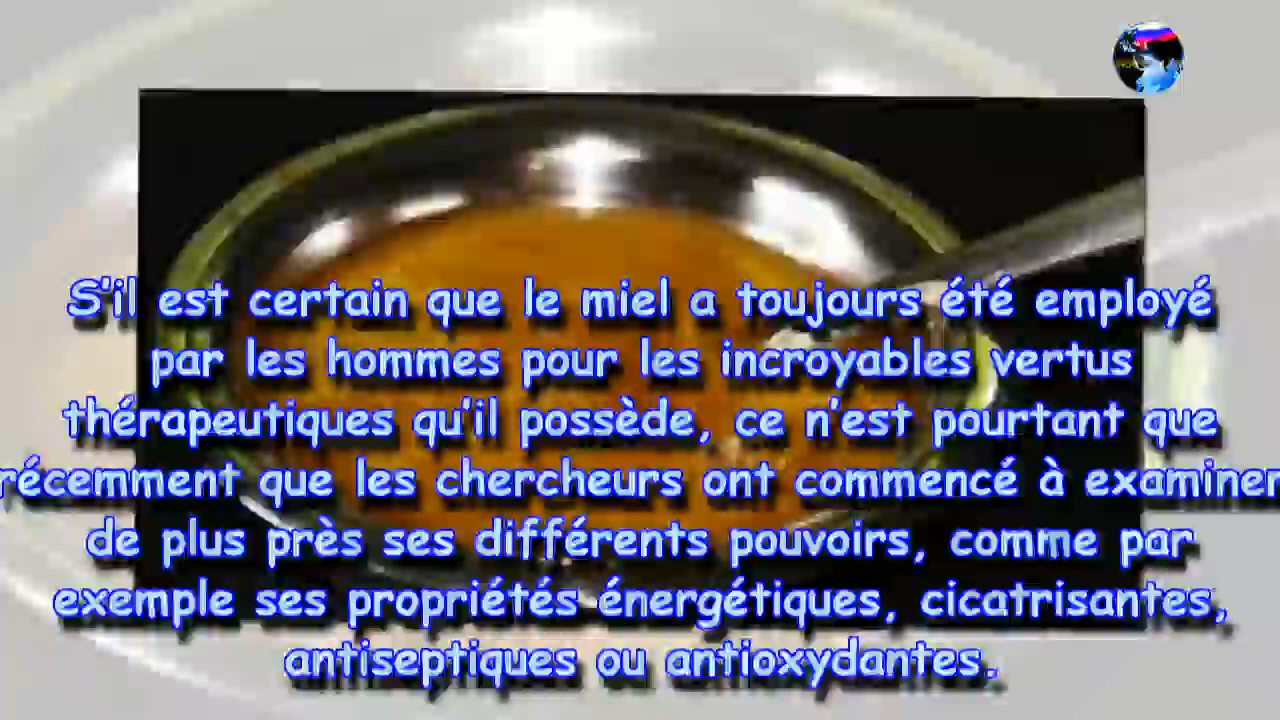 S'il est certain que le miel a toujours été employé
par les hommes pour les incroyables vertus
thérapeutiques qu'il possède, ce n'est pourtant que
récemment que les chercheurs ont commencé à examiner
de plus près ses différents pouvoirs, comme par
exemple ses propriétés énergétiques, cicatrisantes,
antiseptiques ou antioxydantes.